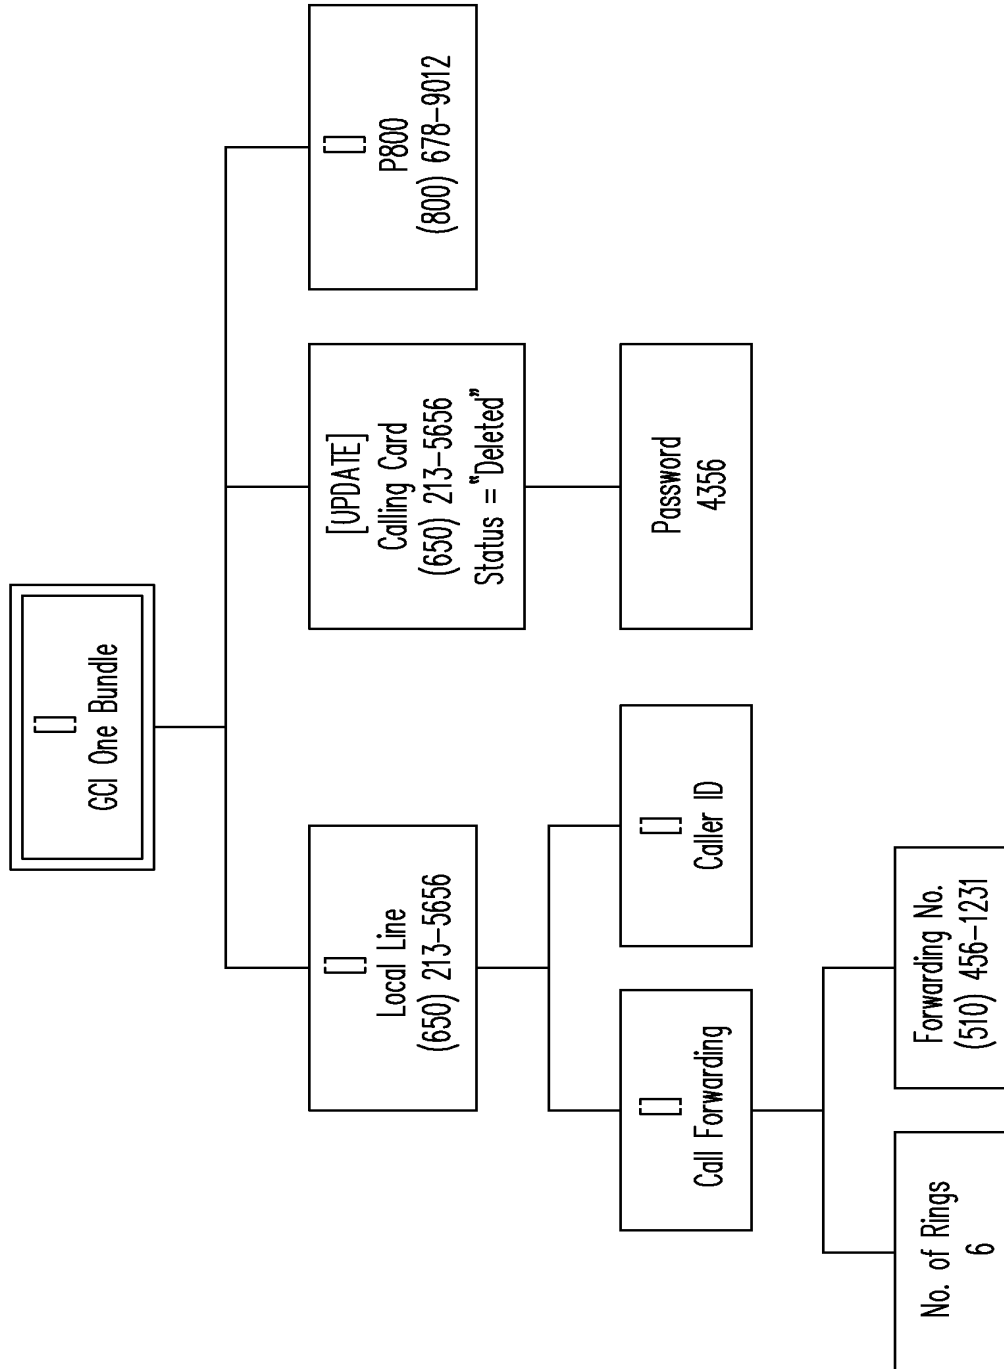 []
GCI One Bundle
[]
Local Line
(650) 213-5656
[UPDATE]
Calling Card
(650) 213-5656
Status = "Deleted"
[]
P800
(800) 678-9012
[]
Call Forwarding
[]
Caller ID
Password
4356
No. of Rings
6
Forwarding No.
(510) 456-1231